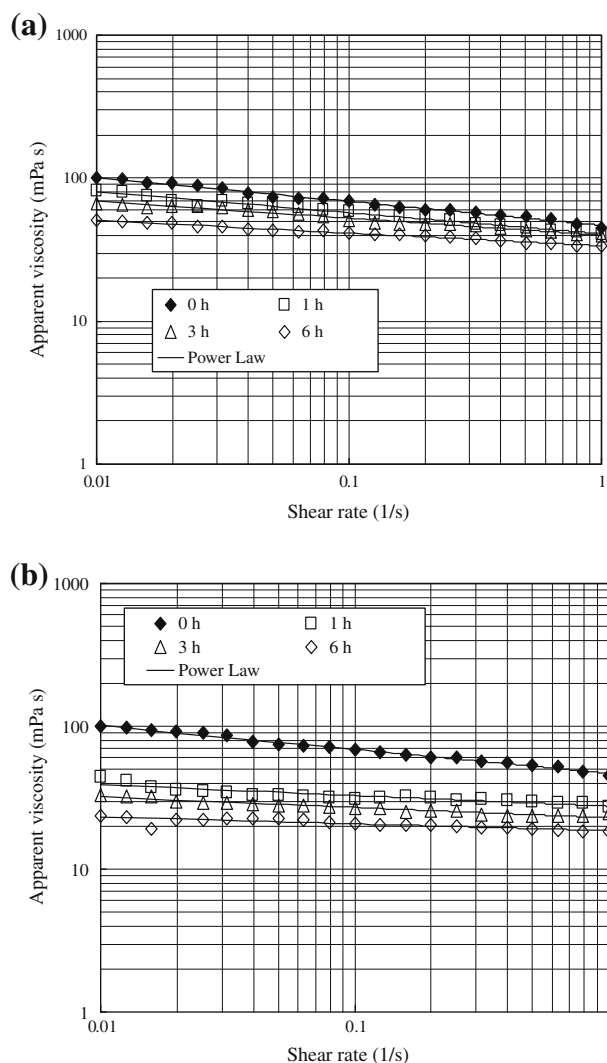 (a)
1000
100
10
1
Apparent viscosity (mPa s)
0 h 1 h
3 h 6 h
Power Law
0.01 0.1 1
Shear rate (1/s)
(b)
1000
100
10
1
Apparent viscosity (mPa s)
0 h 1 h
3 h 6 h
Power Law
0.01 0.1
Shear rate (1/s)